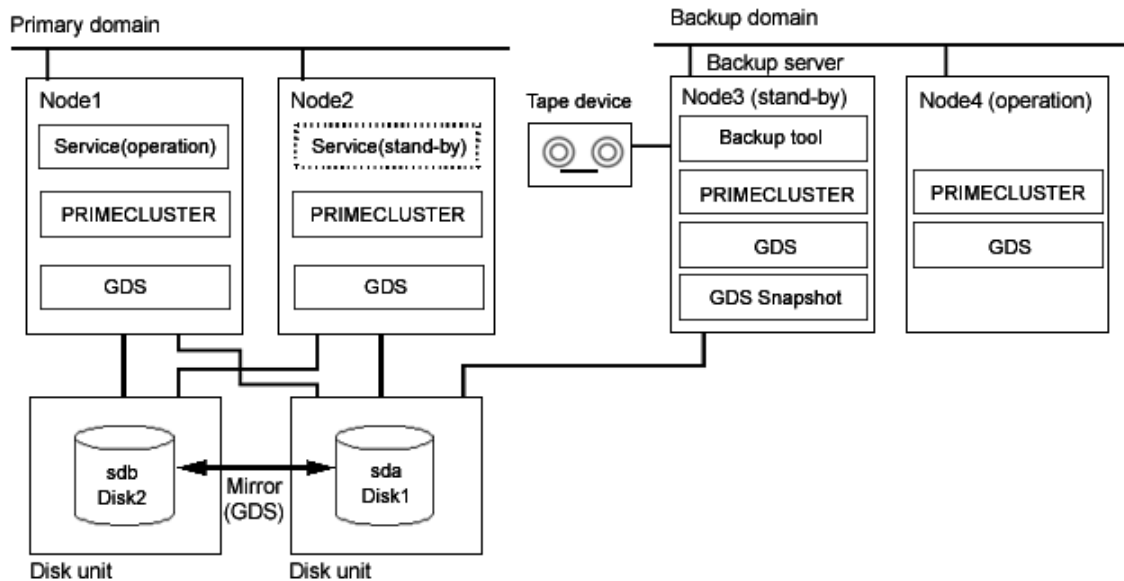 Primary domain
Backup domain
Backup server
Node1
Node2
Tape device
Node3 (stand-by)
Node4 (operation)
Service(operation)
Service(stand-by)
Backup tool
PRIMECLUSTER
PRIMECLUSTER
PRIMECLUSTER
PRIMECLUSTER
GDS
GDS
GDS
GDS
GDS Snapshot
sdb
Disk2
Mirror
(GDS)
sda
Disk1
Disk unit
Disk unit